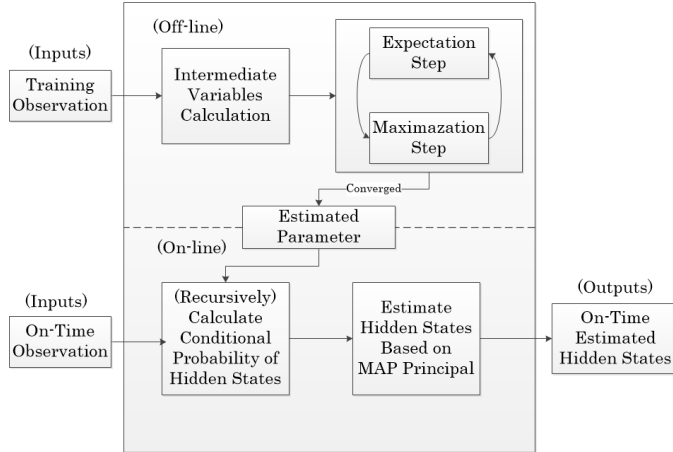 (Inputs)
Training
Observation
(Off-line)
Intermediate
Variables
Calculation
Expectation
Step
Maximazation
Step
Converged
Estimated
Parameter
(On-line)
(Inputs)
On-Time
Observation
(Recursively)
Calculate
Conditional
Probability of
Hidden States
Estimate
Hidden States
Based on
MAP Principal
(Outputs)
On-Time
Estimated
Hidden States